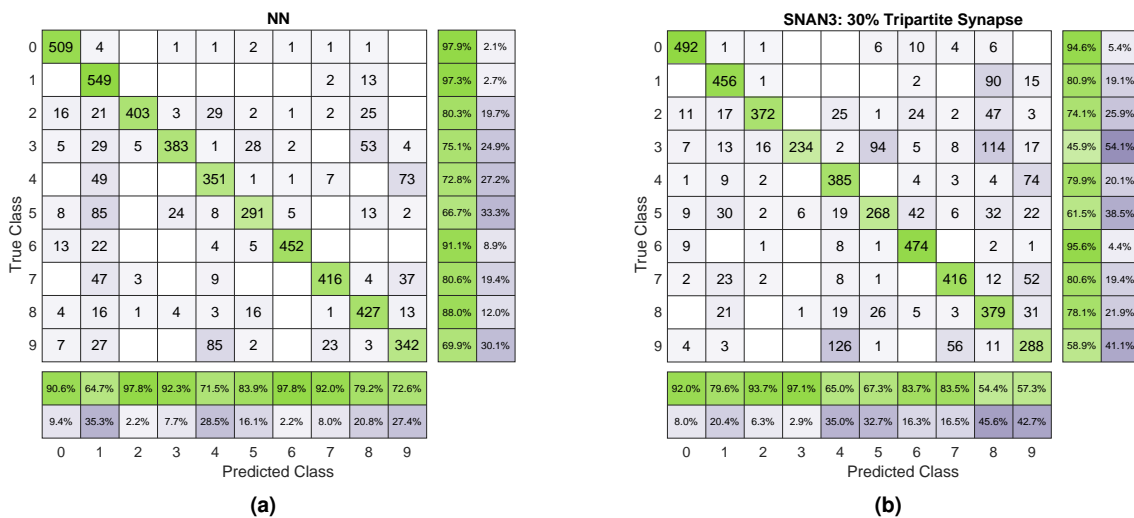 NN
0 509 4 1 1 2 1 1 1 97.9% 2.1%
1 549 2 13 97.3% 2.7%
2 16 21 403 3 29 2 1 2 25 80.3% 19.7%
3 5 29 5 383 1 28 2 53 4 75.1% 24.9%
4 49 351 1 1 7 73 72.8% 27.2%
5 8 85 24 8 291 5 13 2 66.7% 33.3%
6 13 22 4 5 452 91.1% 8.9%
7 47 3 9 416 4 37 80.6% 19.4%
8 4 16 1 4 3 16 1 427 13 88.0% 12.0%
9 7 27 85 2 23 3 342 69.9% 30.1%
True Class
90.6% 64.7% 97.8% 92.3% 71.5% 83.9% 97.8% 92.0% 79.2% 72.6%
9.4% 35.3% 2.2% 7.7% 28.5% 16.1% 2.2% 8.0% 20.8% 27.4%
0 1 2 3 4 5 6 7 8 9
Predicted Class
(a)
SNAN3: 30% Tripartite Synapse
0 492 1 1 6 10 4 6 94.6% 5.4%
1 456 1 2 90 15 80.9% 19.1%
2 11 17 372 25 1 24 2 47 3 74.1% 25.9%
3 7 13 16 234 2 94 5 8 114 17 45.9% 54.1%
4 1 9 2 385 4 3 4 74 79.9% 20.1%
5 9 30 2 6 19 268 42 6 32 22 61.5% 38.5%
6 9 1 8 1 474 2 1 95.6% 4.4%
7 2 23 2 8 1 416 12 52 80.6% 19.4%
8 21 1 19 26 5 3 379 31 78.1% 21.9%
9 4 3 126 1 56 11 288 58.9% 41.1%
True Class
92.0% 79.6% 93.7% 97.1% 65.0% 67.3% 83.7% 83.5% 54.4% 57.3%
8.0% 20.4% 6.3% 2.9% 35.0% 32.7% 16.3% 16.5% 45.6% 42.7%
0 1 2 3 4 5 6 7 8 9
Predicted Class
(b)